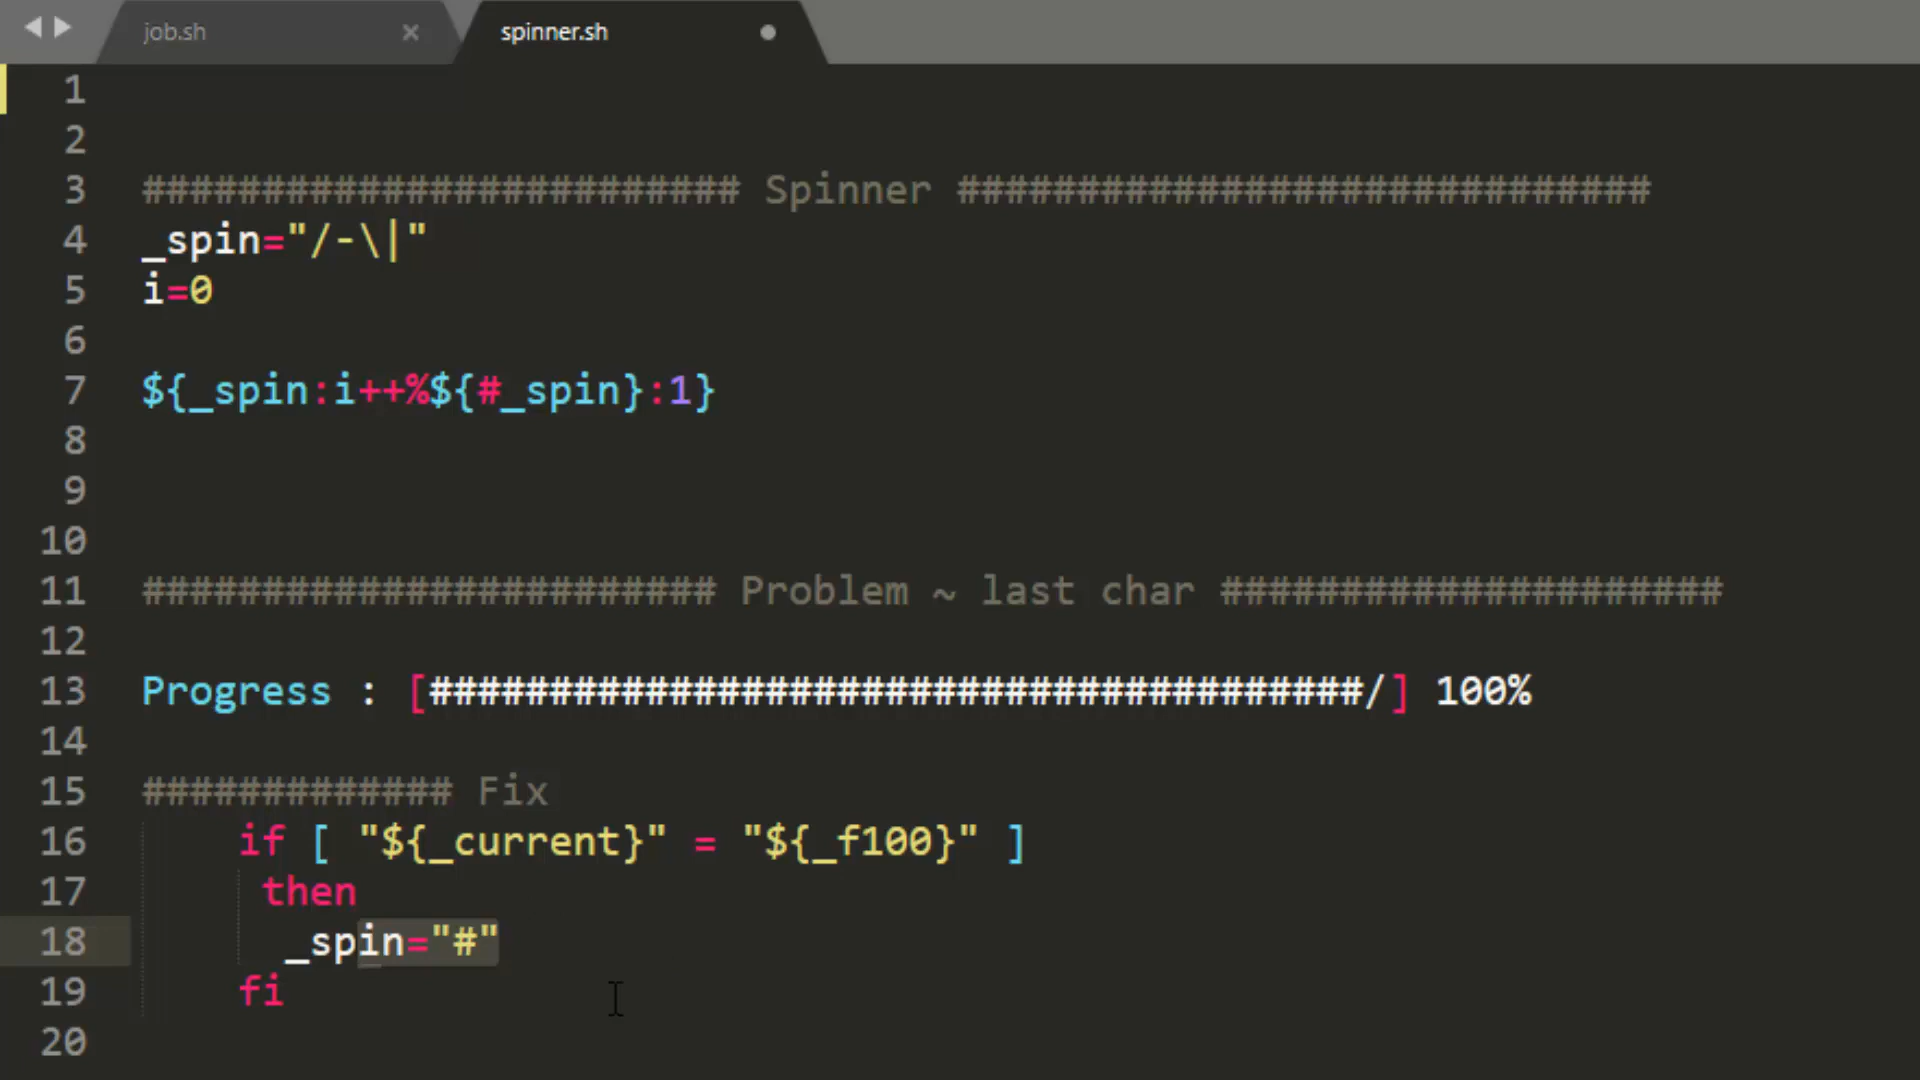 job.sh
spinner.sh
1
2
3 ######################### Spinner #############################
4 _spin="/-\|"
5 i=0
6
7 ${_spin:i++%${#_spin}:1}
8
9
10
11 ######################## Problem ~ last char #####################
12
13 Progress : [#######################################/] 100%
14
15 ############# Fix
16 if [ "${_current}" = "${_f100}" ]
17 then
18 _spin="#"
19 fi
20